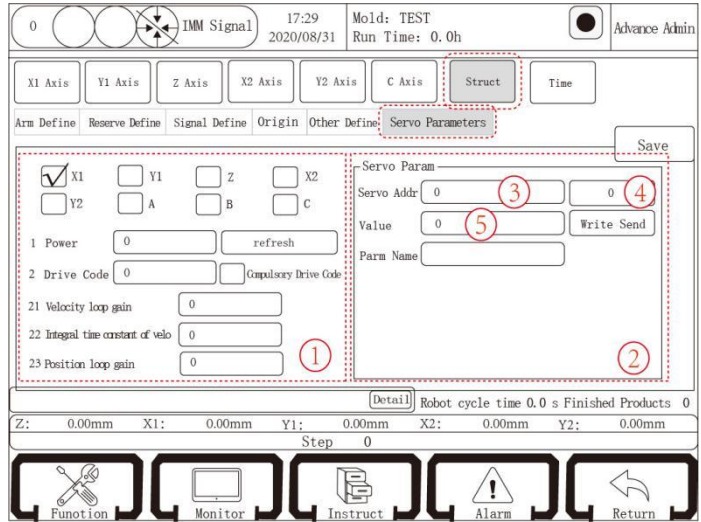 0 IMM Signal 17:29 2020/08/31 Mold: TEST Run Time: 0.0h Advance Admin
X1 Axis Y1 Axis Z Axis X2 Axis Y2 Axis C Axis Struct Time
Arm Define Reserve Define Signal Define Origin Other Define Servo Parameters
Save
X1 Y1 Z X2
Y2 A B C
1 Power 0 refresh
2 Drive Code 0 Compulsory Drive Code
21 Velocity loop gain 0
22 Integral time constant of velo 0
23 Position loop gain 0
①
Servo Param
Servo Addr 0 ③ 0 ④
Value 0 ⑤ Write Send
Parm Name
②
Detail Robot cycle time 0.0 s Finished Products 0
Z: 0.00mm X1: 0.00mm Y1: 0.00mm X2: 0.00mm Y2: 0.00mm
Step 0
Funotion Monitor Instruct Alarm Return